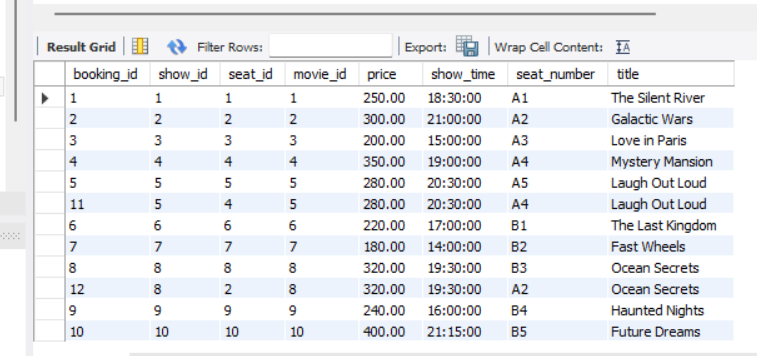 Result Grid Filter Rows: Export: Wrap Cell Content: IA
booking_id show_id seat_id movie_id price show_time seat_number title
1 1 1 1 250.00 18:30:00 A1 The Silent River
2 2 2 2 300.00 21:00:00 A2 Galactic Wars
3 3 3 3 200.00 15:00:00 A3 Love in Paris
4 4 4 4 350.00 19:00:00 A4 Mystery Mansion
5 5 5 5 280.00 20:30:00 A5 Laugh Out Loud
11 5 4 5 280.00 20:30:00 A4 Laugh Out Loud
6 6 6 6 220.00 17:00:00 B1 The Last Kingdom
7 7 7 7 180.00 14:00:00 B2 Fast Wheels
8 8 8 8 320.00 19:30:00 B3 Ocean Secrets
12 8 2 8 320.00 19:30:00 A2 Ocean Secrets
9 9 9 9 240.00 16:00:00 B4 Haunted Nights
10 10 10 10 400.00 21:15:00 B5 Future Dreams